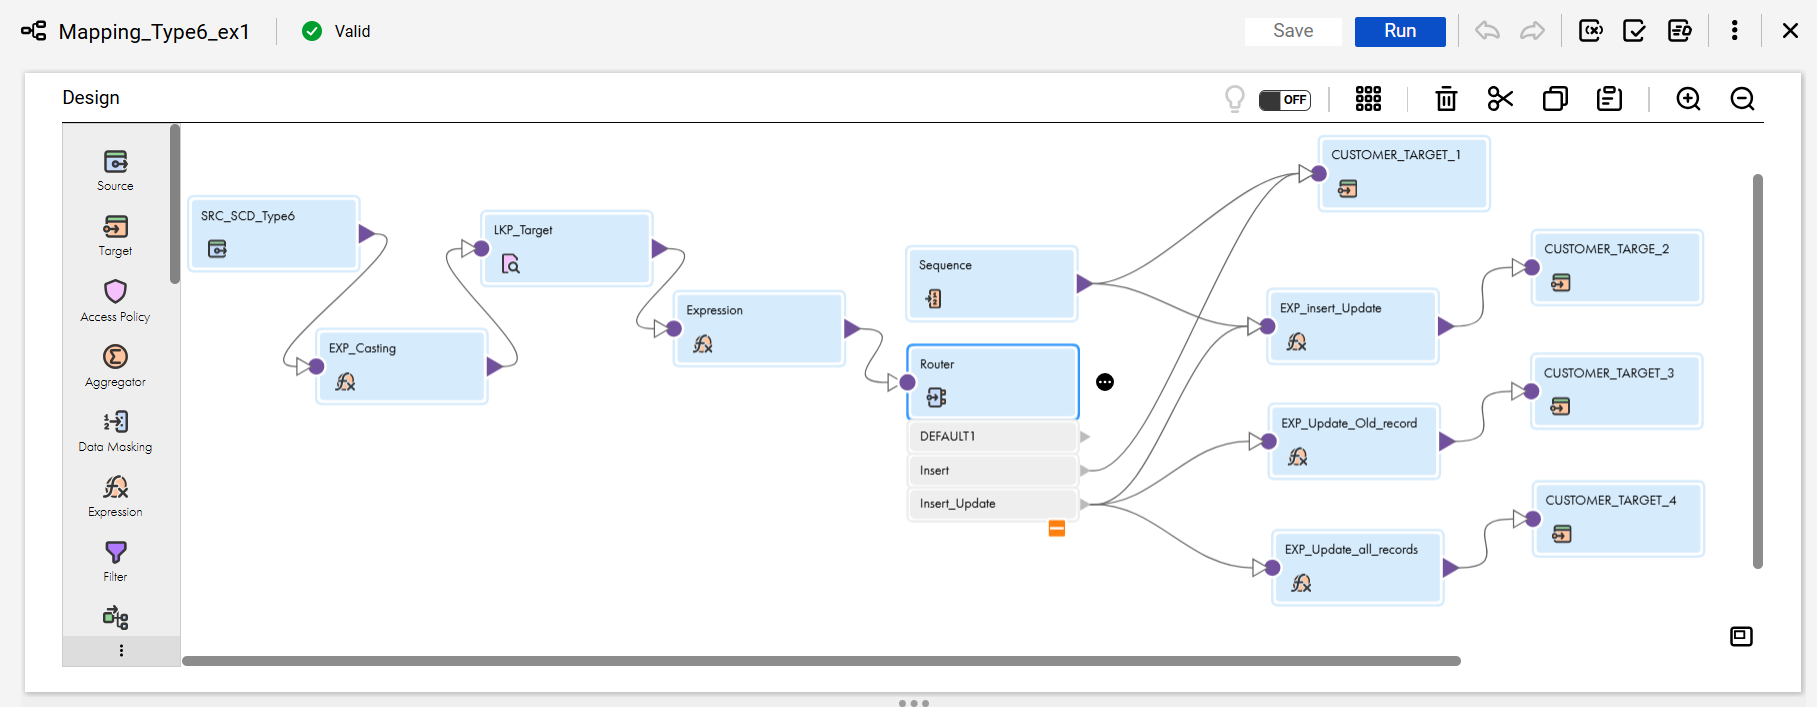 Mapping_Type6_ex1
Valid
Save
Run
Design
OFF
Source
Target
Access Policy
Aggregator
Data Masking
Expression
Filter
SRC_SCD_Type6
EXP_Casting
LKP_Target
Expression
Sequence
Router
DEFAULT1
Insert
Insert_Update
CUSTOMER_TARGET_1
EXP_insert_Update
CUSTOMER_TARGE_2
EXP_Update_Old_record
CUSTOMER_TARGET_3
EXP_Update_all_records
CUSTOMER_TARGET_4